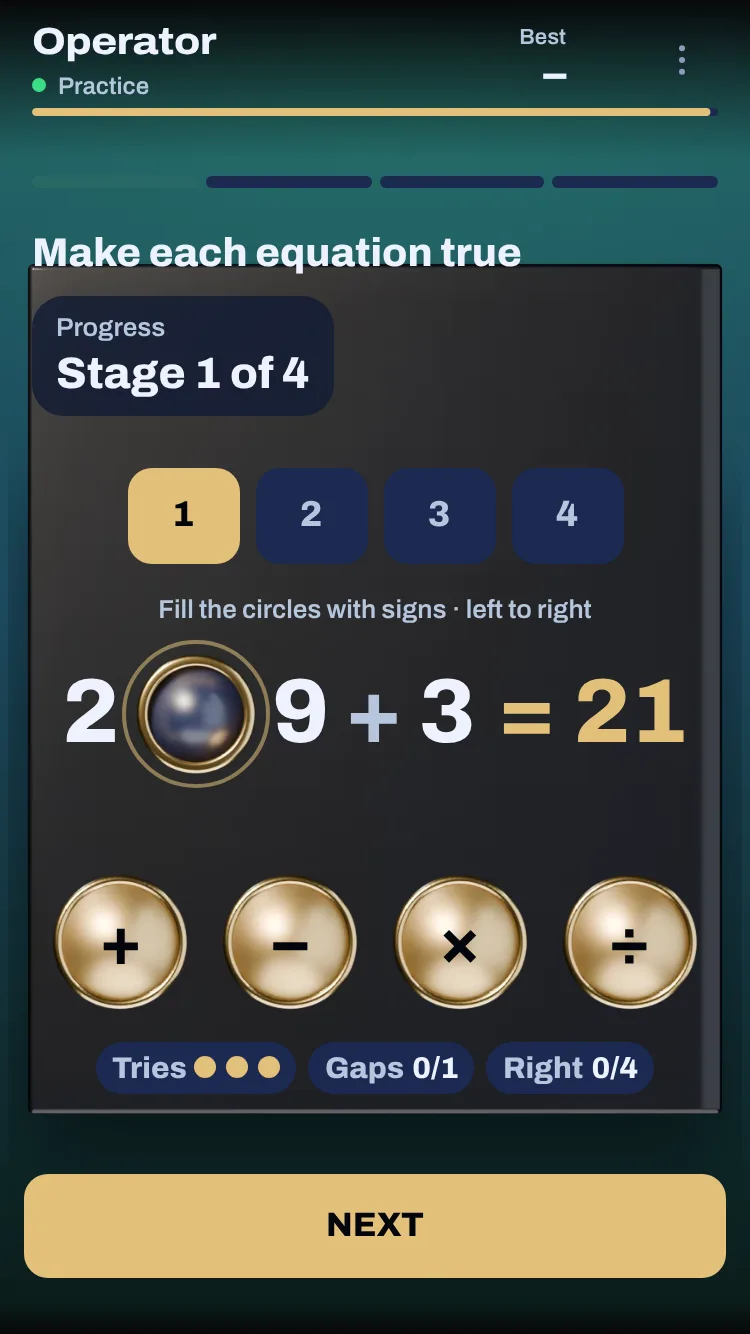 Operator
Best
Practice
–
Make each equation true
Progress
Stage 1 of 4
1 2 3 4
Fill the circles with signs · left to right
2 9 + 3 = 21
+ − × ÷
Tries Gaps 0/1 Right 0/4
NEXT